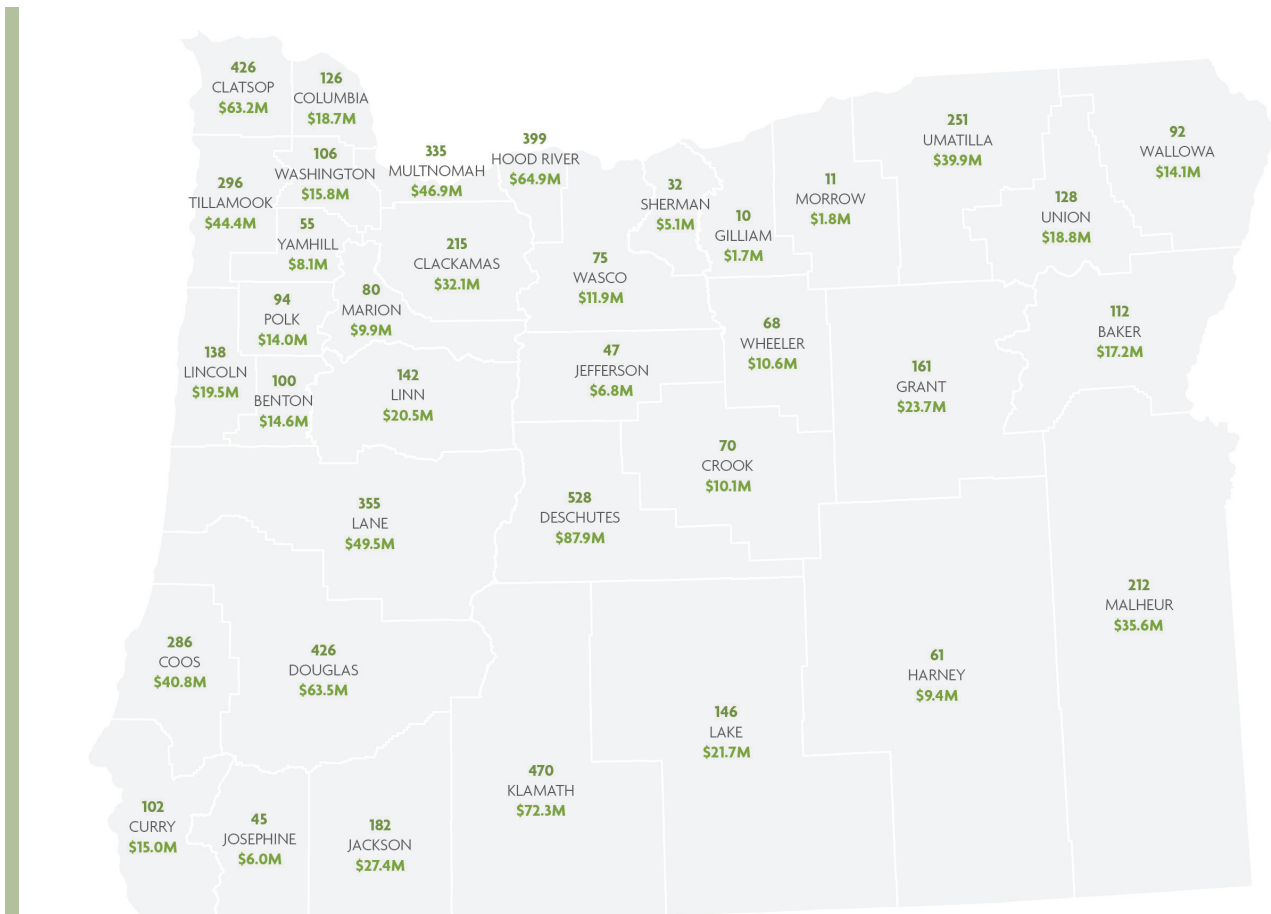 426
CLATSOP
$63.2M
126
COLUMBIA
$18.7M
106
WASHINGTON
$15.8M
335
MULTNOMAH
$46.9M
399
HOOD RIVER
$64.9M
32
SHERMAN
$5.1M
10
GILLIAM
$1.7M
11
MORROW
$1.8M
251
UMATILLA
$39.9M
128
UNION
$18.8M
92
WALLOWA
$14.1M
296
TILLAMOOK
$44.4M
55
YAMHILL
$8.1M
215
CLACKAMAS
$32.1M
75
WASCO
$11.9M
94
POLK
$14.0M
80
MARION
$9.9M
68
WHEELER
$10.6M
112
BAKER
$17.2M
138
LINCOLN
$19.5M
100
BENTON
$14.6M
142
LINN
$20.5M
47
JEFFERSON
$6.8M
161
GRANT
$23.7M
70
CROOK
$10.1M
355
LANE
$49.5M
528
DESCHUTES
$87.9M
212
MALHEUR
$35.6M
286
COOS
$40.8M
426
DOUGLAS
$63.5M
61
HARNEY
$9.4M
146
LAKE
$21.7M
470
KLAMATH
$72.3M
102
CURRY
$15.0M
45
JOSEPHINE
$6.0M
182
JACKSON
$27.4M